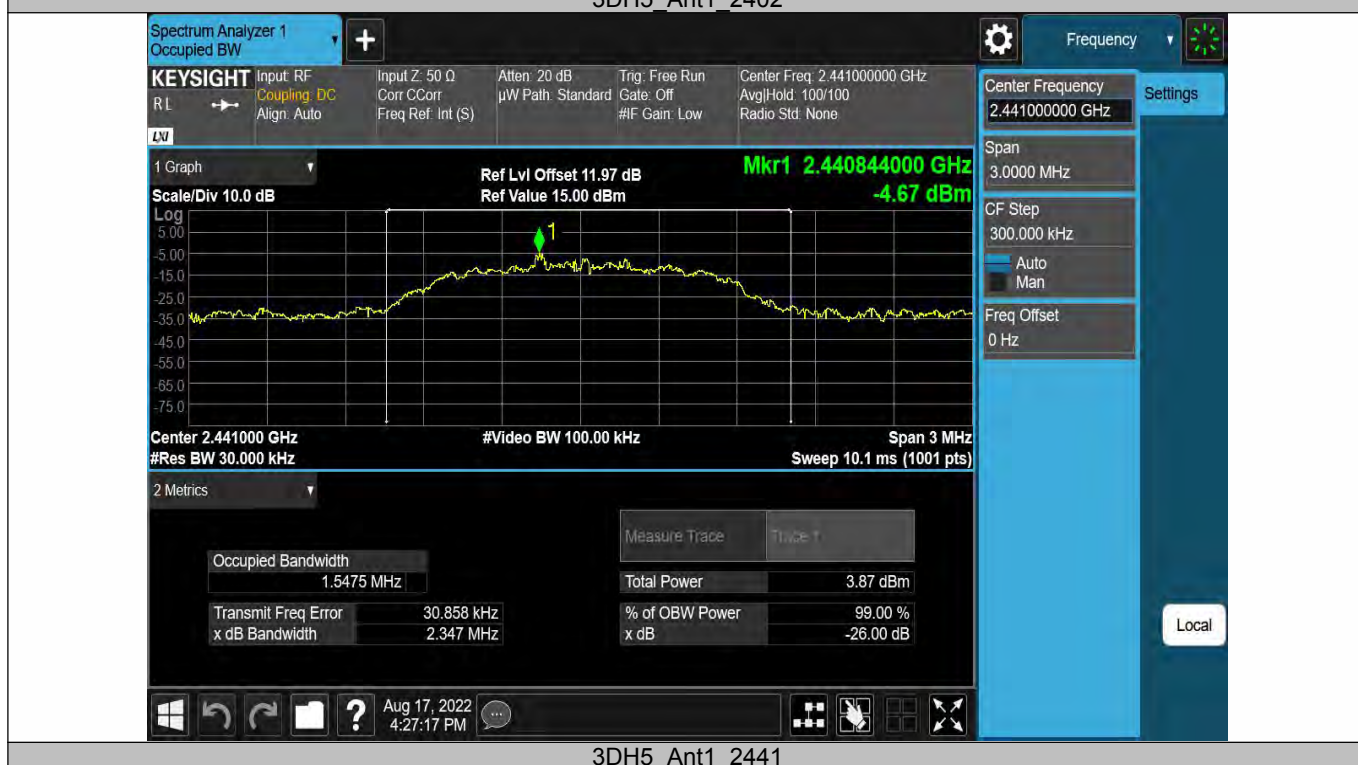 3DH5_Ant1_2402
Spectrum Analyzer 1
Occupied BW
Frequency
KEYSIGHT
R L
LXI
Input: RF
Coupling: DC
Align: Auto
Input Z: 50 Ω
Corr CCorr
Freq Ref: Int (S)
Atten: 20 dB
µW Path: Standard
Trig: Free Run
Gate: Off
#IF Gain: Low
Center Freq: 2.441000000 GHz
Avg|Hold: 100/100
Radio Std: None
Center Frequency
2.441000000 GHz
Settings
Span
3.0000 MHz
CF Step
300.000 kHz
Auto
Man
Freq Offset
0 Hz
Local
1 Graph
Scale/Div 10.0 dB
Ref Lvl Offset 11.97 dB
Ref Value 15.00 dBm
Mkr1 2.440844000 GHz
-4.67 dBm
Log
5.00
-5.00
-15.0
-25.0
-35.0
-45.0
-55.0
-65.0
-75.0
1
Center 2.441000 GHz
#Video BW 100.00 kHz
Span 3 MHz
#Res BW 30.000 kHz
Sweep 10.1 ms (1001 pts)
2 Metrics
Measure Trace
Trace 1
Occupied Bandwidth
1.5475 MHz
Total Power
3.87 dBm
Transmit Freq Error
30.858 kHz
% of OBW Power
99.00 %
x dB Bandwidth
2.347 MHz
x dB
-26.00 dB
?
Aug 17, 2022
4:27:17 PM
3DH5_Ant1_2441